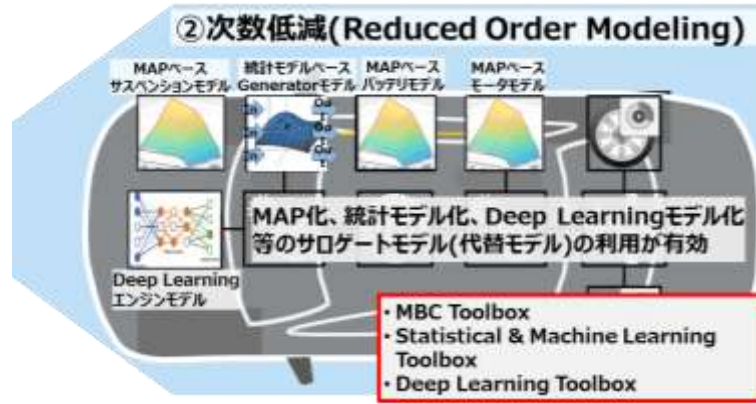 ②次数低減(Reduced Order Modeling)
MAPベース
サスペンションモデル
統計モデルベース
Generatorモデル
MAPベース
バッテリモデル
MAPベース
モータモデル
MAP化、統計モデル化、Deep Learningモデル化
等のサロゲートモデル(代替モデル)の利用が有効
Deep Learning
エンジンモデル
・MBC Toolbox
・Statistical & Machine Learning
Toolbox
・Deep Learning Toolbox